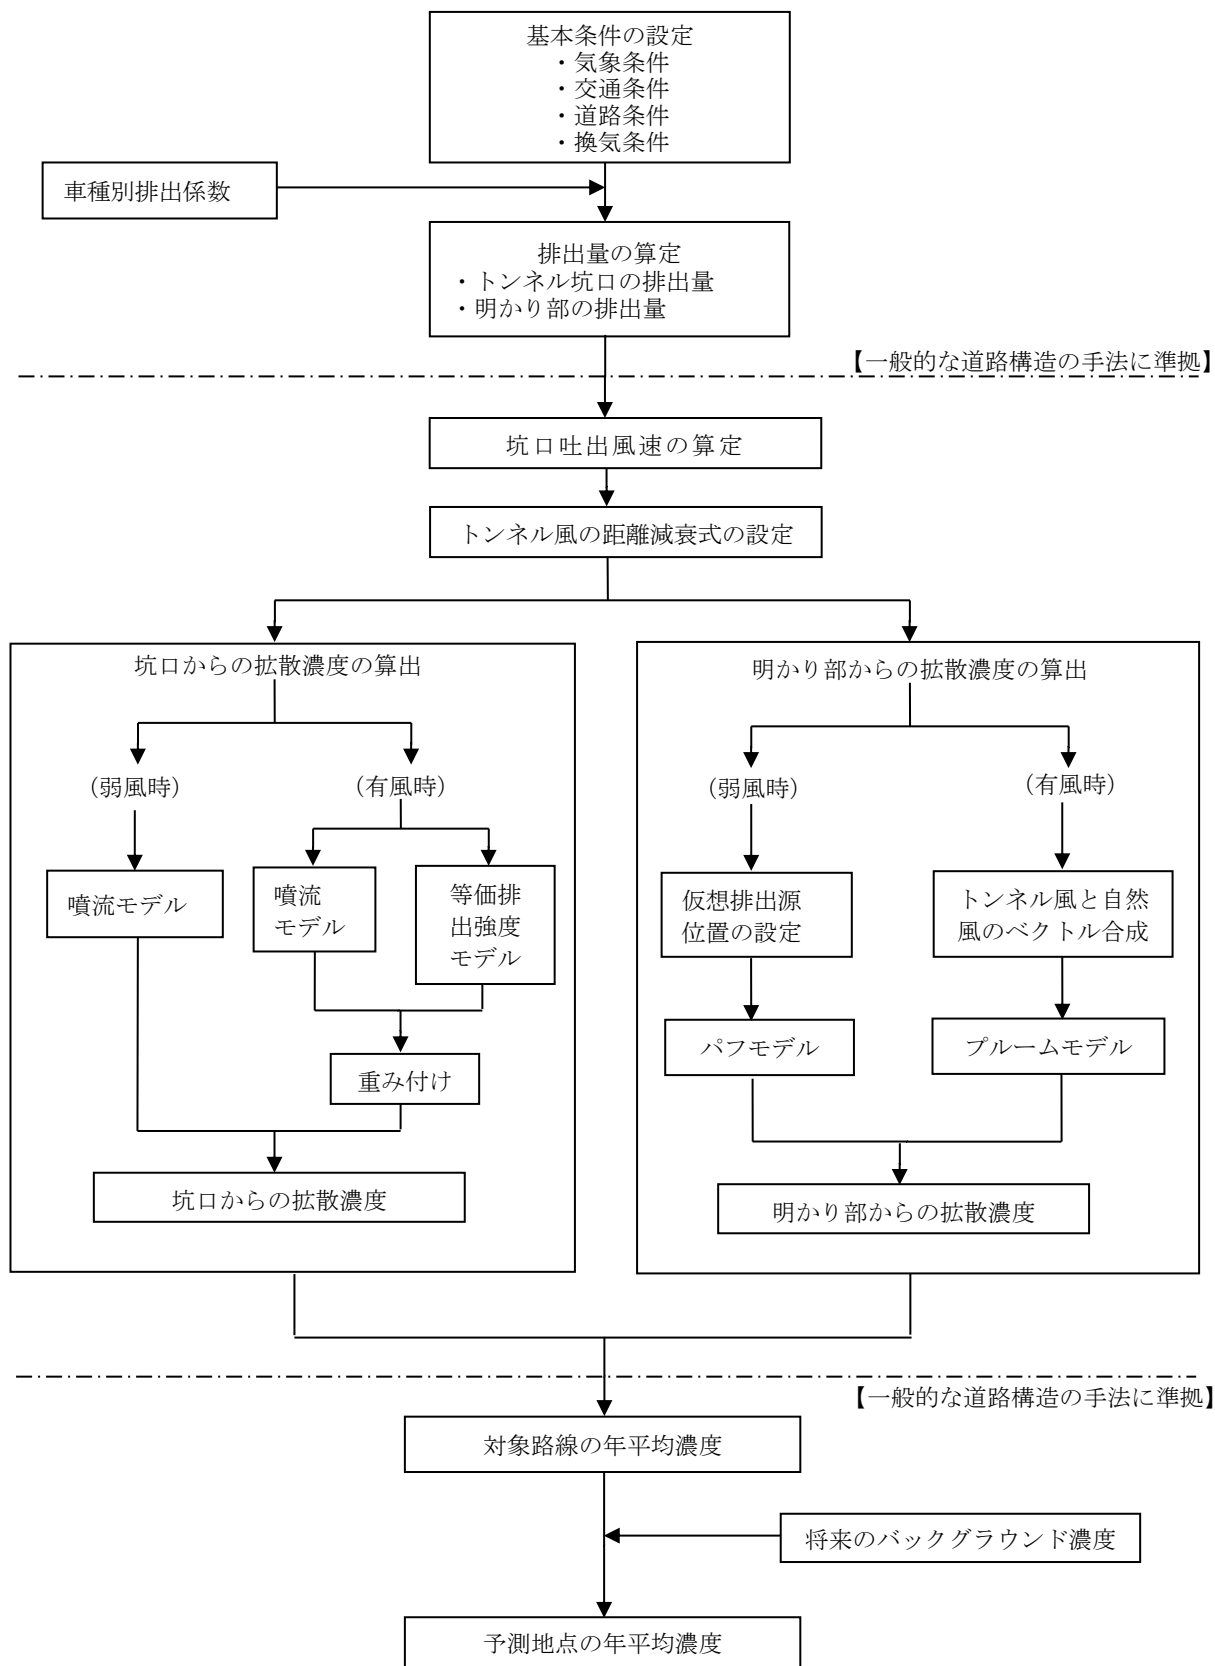 基本条件の設定
・気象条件
・交通条件
・道路条件
・換気条件
車種別排出係数
排出量の算定
・トンネル坑口の排出量
・明かり部の排出量
【一般的な道路構造の手法に準拠】
坑口吐出風速の算定
トンネル風の距離減衰式の設定
坑口からの拡散濃度の算出
(弱風時)
(有風時)
噴流モデル
噴流
モデル
等価排
出強度
モデル
重み付け
坑口からの拡散濃度
明かり部からの拡散濃度の算出
(弱風時)
(有風時)
仮想排出源
位置の設定
トンネル風と自然
風のベクトル合成
パフモデル
プルームモデル
明かり部からの拡散濃度
【一般的な道路構造の手法に準拠】
対象路線の年平均濃度
将来のバックグラウンド濃度
予測地点の年平均濃度